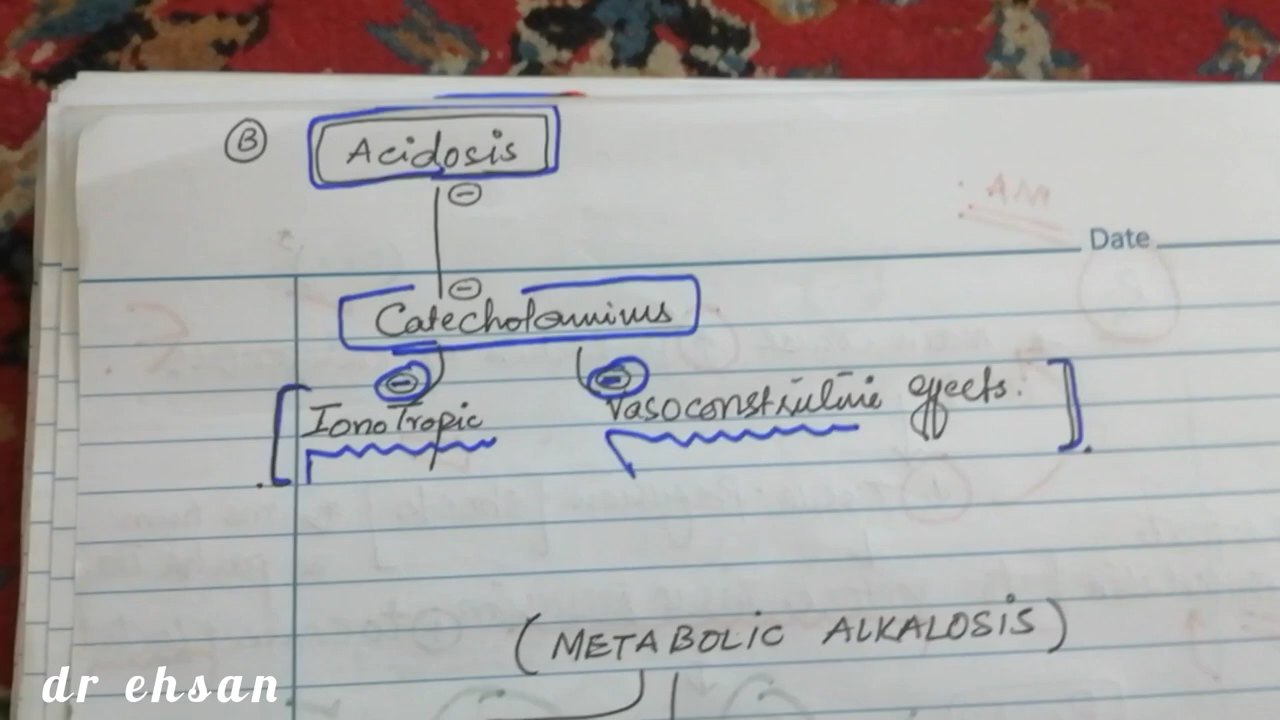 B Acidosis
-
Date
-
Catecholamines
- -
IonoTropic Vasoconstrictive effects.
(METABOLIC ALKALOSIS)
dr ehsan